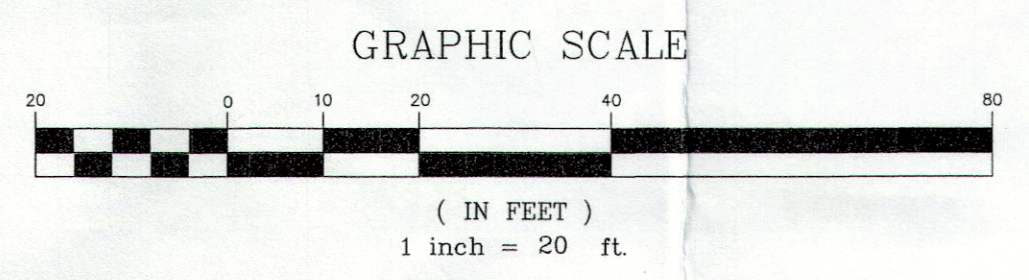 GRAPHIC SCALE
20 0 10 20 40 80
( IN FEET )
1 inch = 20 ft.